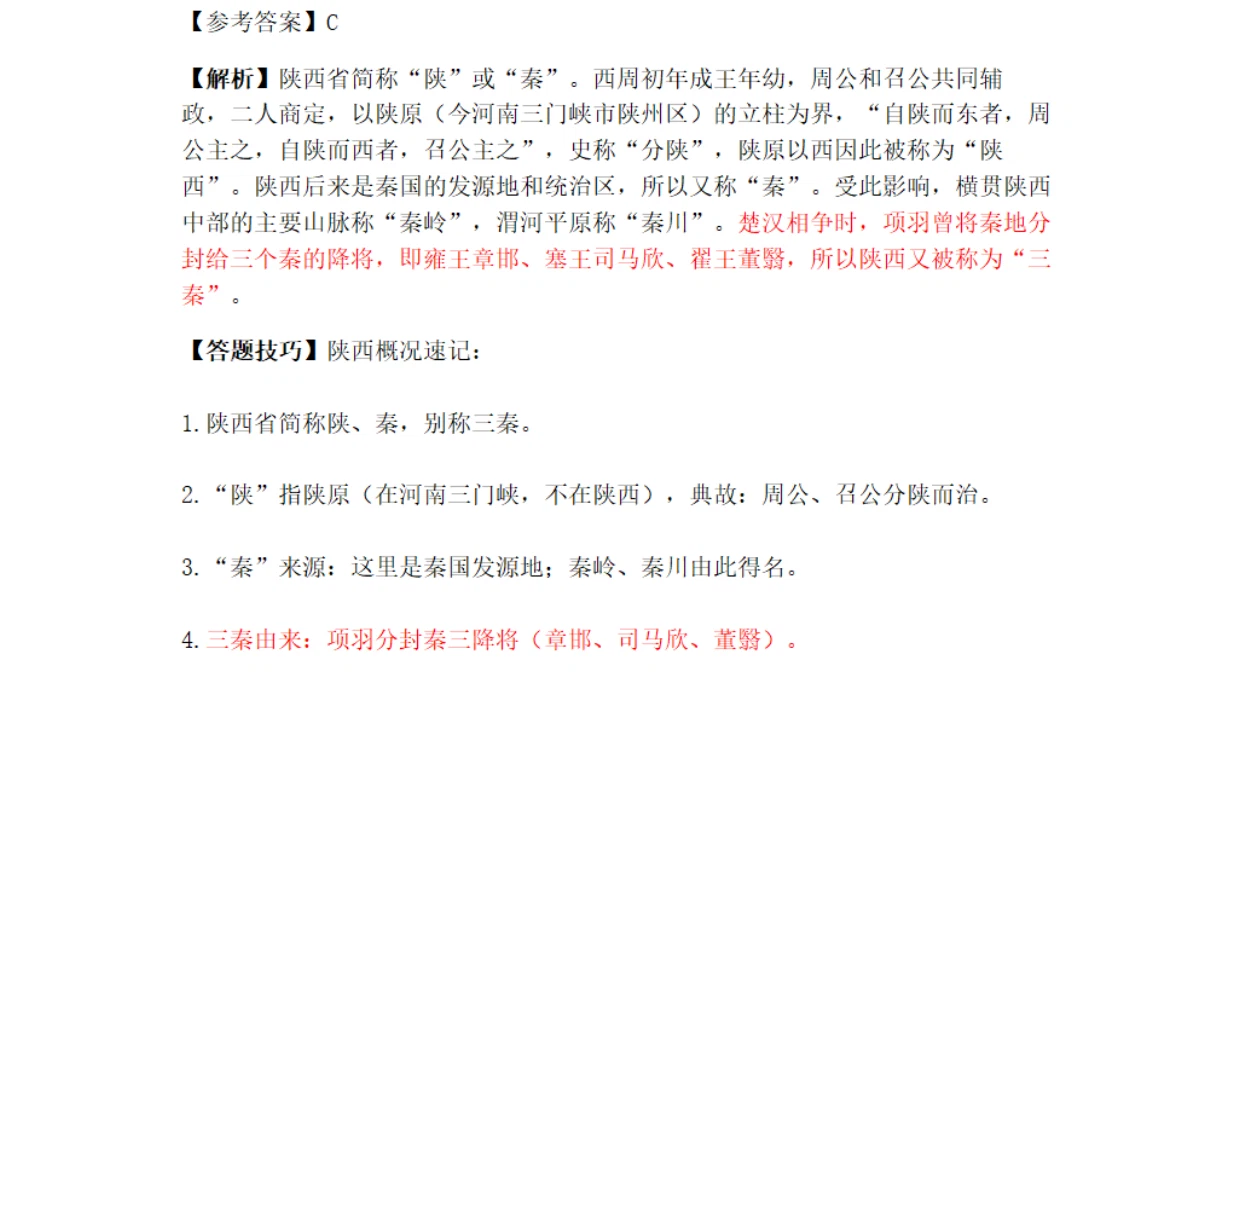 【参考答案】C
【解析】陕西省简称“陕”或“秦”。西周初年成王年幼，周公和召公共同辅
政，二人商定，以陕原（今河南三门峡市陕州区）的立柱为界，“自陕而东者，周
公主之，自陕而西者，召公主之”，史称“分陕”，陕原以西因此被称为“陕
西”。陕西后来是秦国的发源地和统治区，所以又称“秦”。受此影响，横贯陕西
中部的主要山脉称“秦岭”，渭河平原称“秦川”。楚汉相争时，项羽曾将秦地分
封给三个秦的降将，即雍王章邯、塞王司马欣、翟王董翳，所以陕西又被称为“三
秦”。
【答题技巧】陕西概况速记：
1.陕西省简称陕、秦，别称三秦。
2.“陕”指陕原（在河南三门峡，不在陕西），典故：周公、召公分陕而治。
3.“秦”来源：这里是秦国发源地；秦岭、秦川由此得名。
4.三秦由来：项羽分封秦三降将（章邯、司马欣、董翳）。